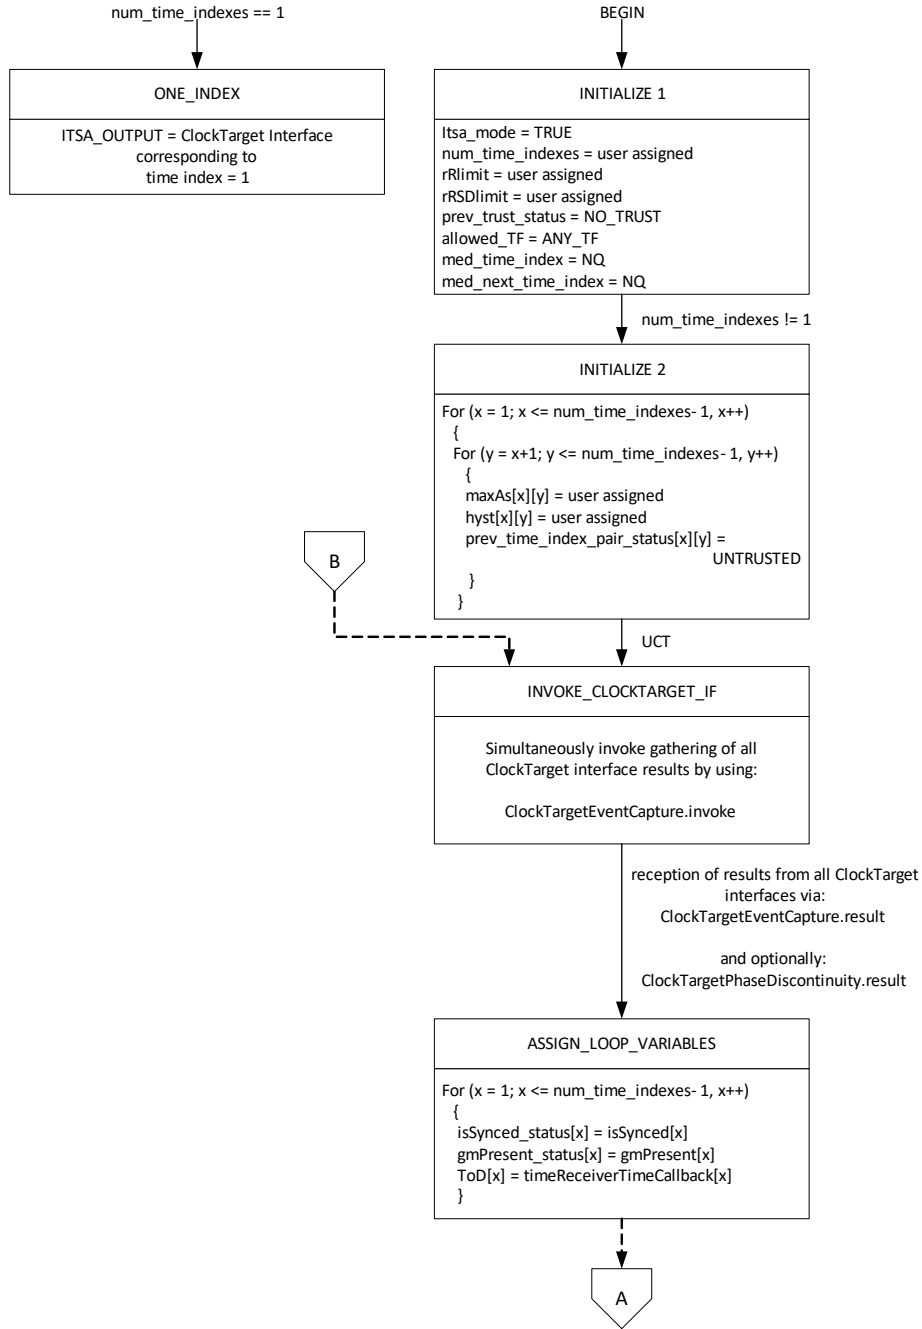 num_time_indexes == 1
ONE_INDEX
ITSA_OUTPUT = ClockTarget Interface
corresponding to
time index = 1
BEGIN
INITIALIZE 1
Itsa_mode = TRUE
num_time_indexes = user assigned
rRlimit = user assigned
rRSDlimit = user assigned
prev_trust_status = NO_TRUST
allowed_TF = ANY_TF
med_time_index = NQ
med_next_time_index = NQ
num_time_indexes != 1
INITIALIZE 2
For (x = 1; x <= num_time_indexes- 1, x++)
{
For (y = x+1; y <= num_time_indexes- 1, y++)
{
maxAs[x][y] = user assigned
hyst[x][y] = user assigned
prev_time_index_pair_status[x][y] =
UNTRUSTED
}
}
B
UCT
INVOKE_CLOCKTARGET_IF
Simultaneously invoke gathering of all
ClockTarget interface results by using:
ClockTargetEventCapture.invoke
reception of results from all ClockTarget
interfaces via:
ClockTargetEventCapture.result
and optionally:
ClockTargetPhaseDiscontinuity.result
ASSIGN_LOOP_VARIABLES
For (x = 1; x <= num_time_indexes- 1, x++)
{
isSynced_status[x] = isSynced[x]
gmPresent_status[x] = gmPresent[x]
ToD[x] = timeReceiverTimeCallback[x]
}
A